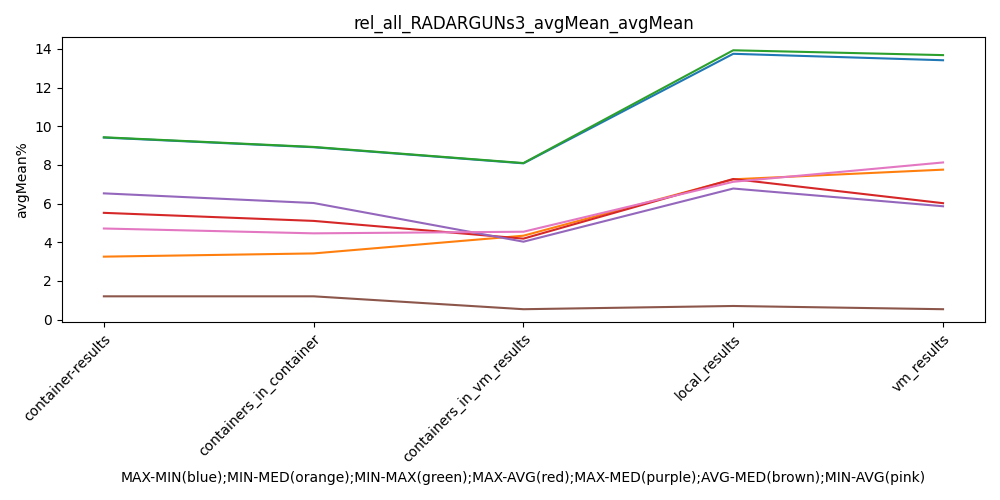 rel_all_RADARGUNs3_avgMean_avgMean
avgMean%
14
12
10
8
6
4
2
0
container-results
containers_in_container
containers_in_vm_results
local_results
vm_results
MAX-MIN(blue);MIN-MED(orange);MIN-MAX(green);MAX-AVG(red);MAX-MED(purple);AVG-MED(brown);MIN-AVG(pink)